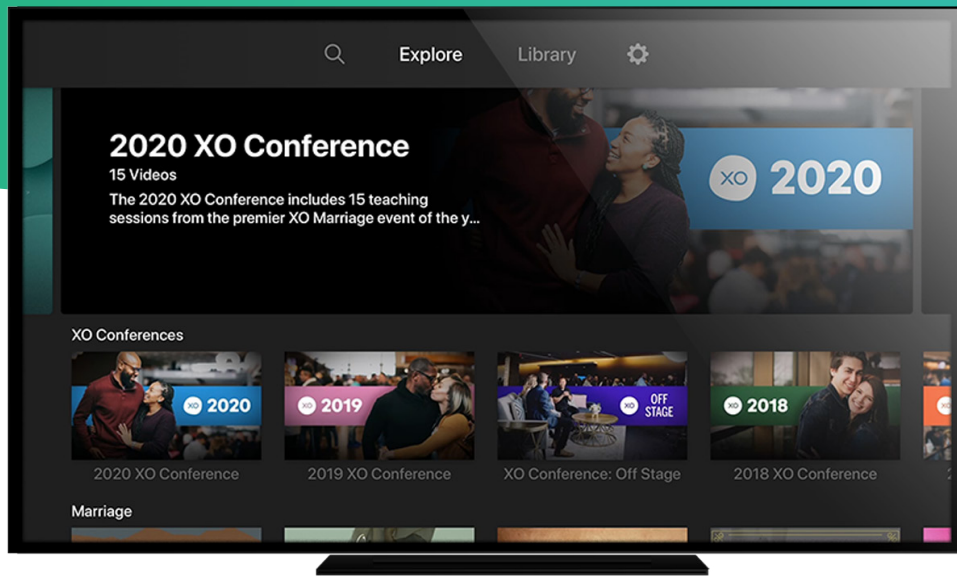 Explore
Library
2020 XO Conference
15 Videos
The 2020 XO Conference includes 15 teaching
sessions from the premier XO Marriage event of the y...
XO 2020
XO Conferences
XO 2020
XO 2019
XO OFF
STAGE
XO 2018
XO
2020 XO Conference
2019 XO Conference
XO Conference: Off Stage
2018 XO Conference
2
Marriage